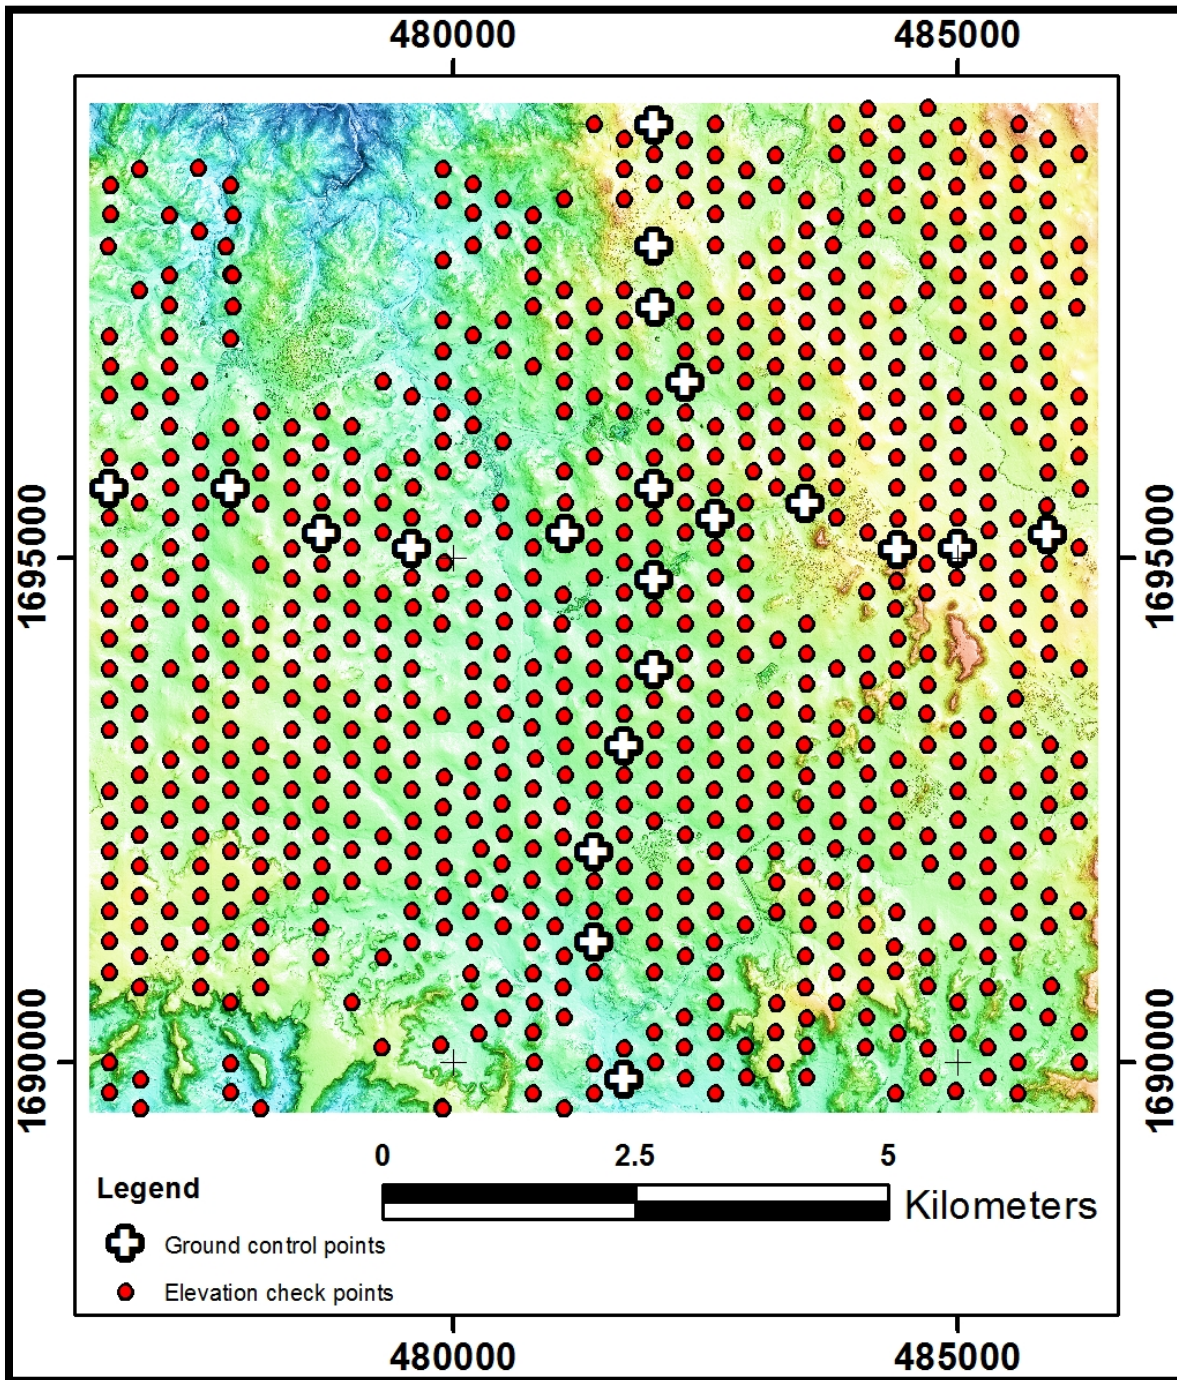 480000 485000
1695000 1695000
1690000 1690000
0 2.5 5
Legend
Kilometers
Ground control points
Elevation check points
480000 485000